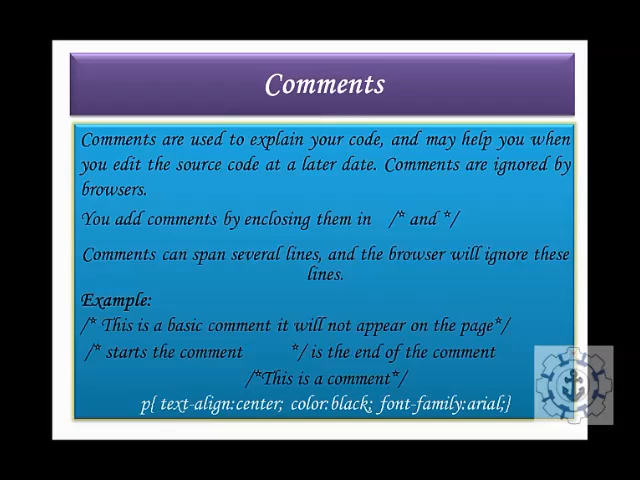 Comments
Comments are used to explain your code, and may help you when
you edit the source code at a later date. Comments are ignored by
browsers.
You add comments by enclosing them in /* and */
Comments can span several lines, and the browser will ignore these
lines.
Example:
/* This is a basic comment it will not appear on the page*/
/* starts the comment */ is the end of the comment
/*This is a comment*/
p{ text-align:center; color:black; font-family:arial;}